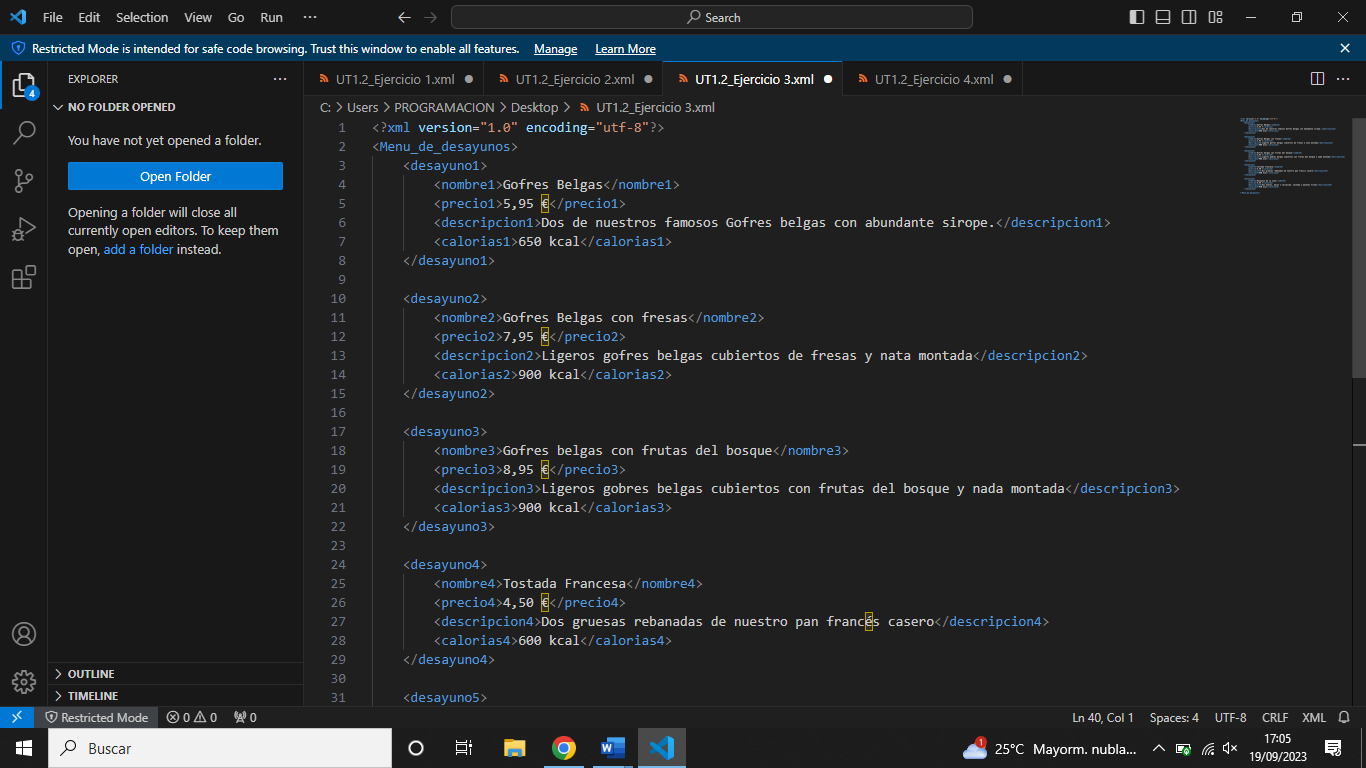 File Edit Selection View Go Run ··· Search
Restricted Mode is intended for safe code browsing. Trust this window to enable all features. Manage Learn More
EXPLORER ···
UT1.2_Ejercicio 1.xml UT1.2_Ejercicio 2.xml UT1.2_Ejercicio 3.xml UT1.2_Ejercicio 4.xml ···
4
NO FOLDER OPENED
You have not yet opened a folder.
Open Folder
Opening a folder will close all
currently open editors. To keep them
open, add a folder instead.
OUTLINE
TIMELINE
C: > Users > PROGRAMACION > Desktop > UT1.2_Ejercicio 3.xml
1 <?xml version="1.0" encoding="utf-8"?>
2 <Menu_de_desayunos>
3 <desayuno1>
4 <nombre1>Gofres Belgas</nombre1>
5 <precio1>5,95 €</precio1>
6 <descripcion1>Dos de nuestros famosos Gofres belgas con abundante sirope.</descripcion1>
7 <calorias1>650 kcal</calorias1>
8 </desayuno1>
9
10 <desayuno2>
11 <nombre2>Gofres Belgas con fresas</nombre2>
12 <precio2>7,95 €</precio2>
13 <descripcion2>Ligeros gofres belgas cubiertos de fresas y nata montada</descripcion2>
14 <calorias2>900 kcal</calorias2>
15 </desayuno2>
16
17 <desayuno3>
18 <nombre3>Gofres belgas con frutas del bosque</nombre3>
19 <precio3>8,95 €</precio3>
20 <descripcion3>Ligeros gobres belgas cubiertos con frutas del bosque y nada montada</descripcion3>
21 <calorias3>900 kcal</calorias3>
22 </desayuno3>
23
24 <desayuno4>
25 <nombre4>Tostada Francesa</nombre4>
26 <precio4>4,50 €</precio4>
27 <descripcion4>Dos gruesas rebanadas de nuestro pan francés casero</descripcion4>
28 <calorias4>600 kcal</calorias4>
29 </desayuno4>
30
31 <desayuno5>
Restricted Mode 0 0 0 Ln 40, Col 1 Spaces: 4 UTF-8 CRLF XML
Buscar 1 25°C Mayorm. nubla... 17:05
19/09/2023